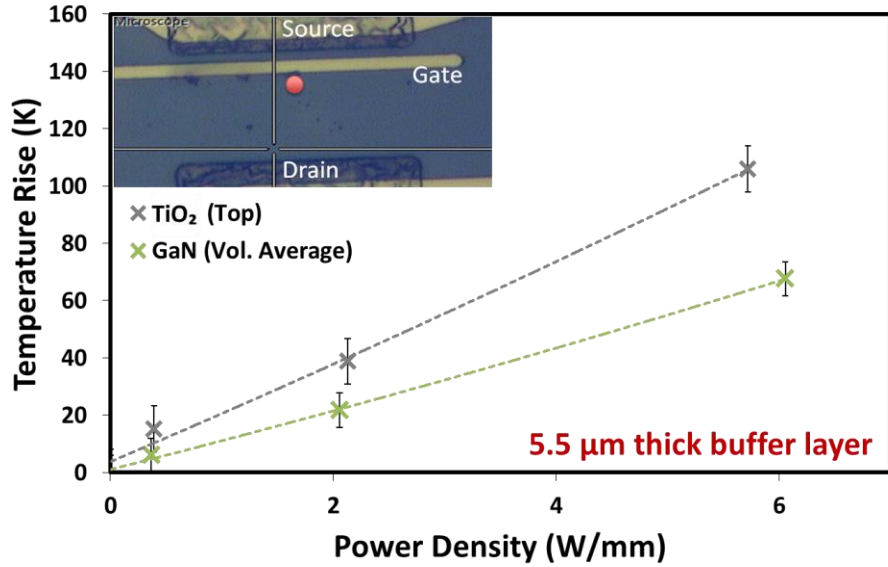 Temperature Rise (K)
160
140
120
100
80
60
40
20
0
Microscope
Source
Gate
Drain
TiO₂ (Top)
GaN (Vol. Average)
5.5 μm thick buffer layer
0
2
4
6
Power Density (W/mm)